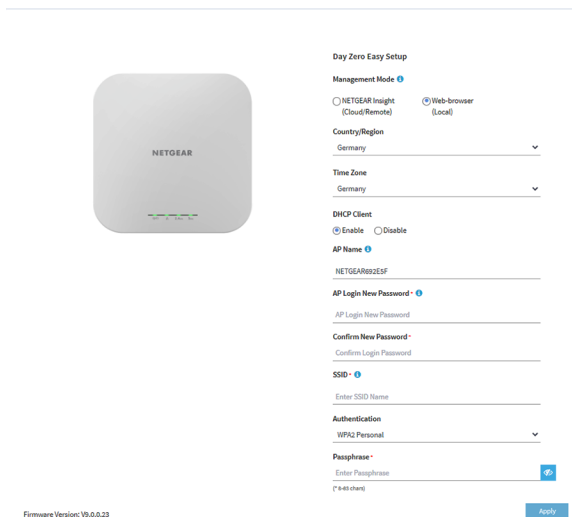 Day Zero Easy Setup
Management Mode
NETGEAR Insight
(Cloud/Remote)
Web-browser
(Local)
Country/Region
Germany
Time Zone
Germany
DHCP Client
Enable
Disable
AP Name
NETGEAR692E5F
AP Login New Password *
AP Login New Password
Confirm New Password *
Confirm Login Password
SSID *
Enter SSID Name
Authentication
WPA2 Personal
Passphrase *
Enter Passphrase
(* 8-63 chars)
Apply
NETGEAR
Firmware Version: V9.0.0.23